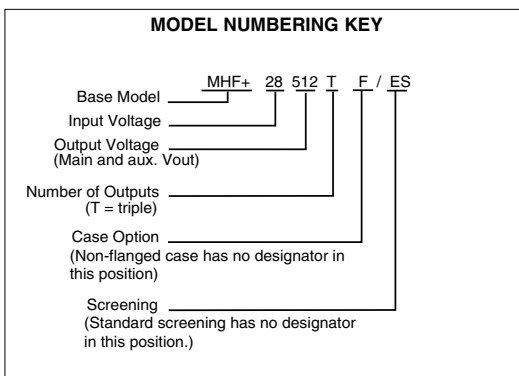 MODEL NUMBERING KEY
MHF+ 28 512 T F / ES
Base Model
Input Voltage
Output Voltage
(Main and aux. Vout)
Number of Outputs
(T = triple)
Case Option
(Non-flanged case has no designator in
this position)
Screening
(Standard screening has no designator
in this position.)